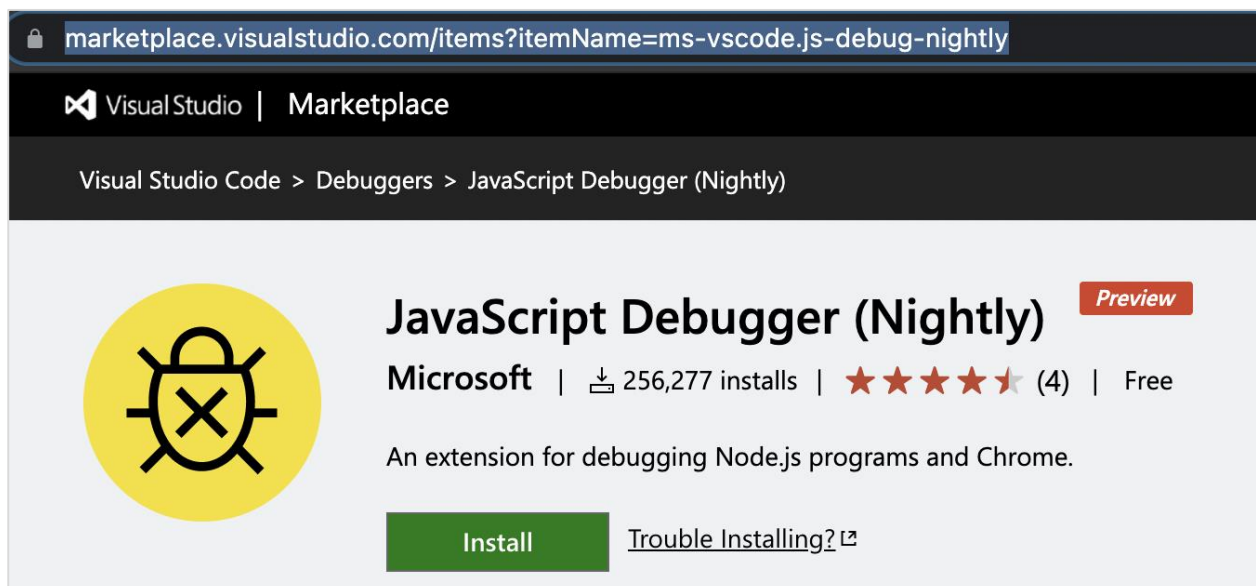 marketplace.visualstudio.com/items?itemName=ms-vscode.js-debug-nightly
Visual Studio | Marketplace
Visual Studio Code > Debuggers > JavaScript Debugger (Nightly)
JavaScript Debugger (Nightly) Preview
Microsoft | 256,277 installs | (4) | Free
An extension for debugging Node.js programs and Chrome.
Install Trouble Installing?